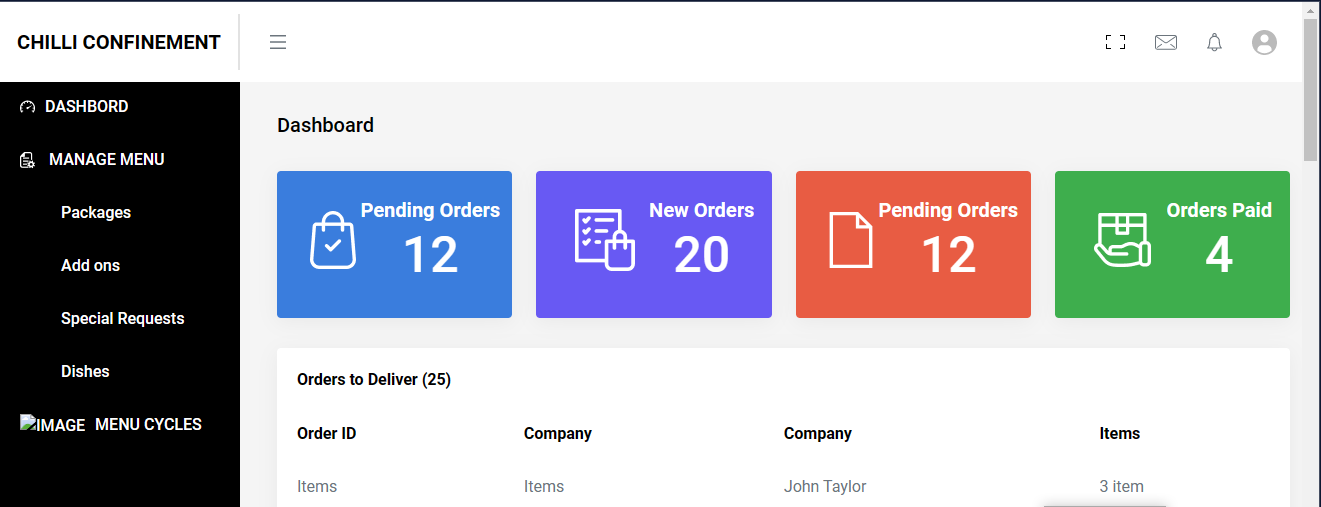 CHILLI CONFINEMENT
DASHBORD
MANAGE MENU
Packages
Add ons
Special Requests
Dishes
IMAGE MENU CYCLES
Dashboard
Pending Orders
12
New Orders
20
Pending Orders
12
Orders Paid
4
Orders to Deliver (25)
Order ID Company Company Items
Items Items John Taylor 3 item